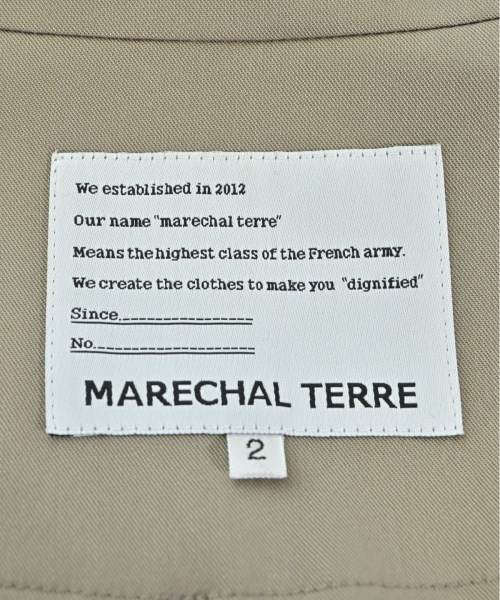 We established in 2012
Our name "marechal terre"
Means the highest class of the French army.
We create the clothes to make you "dignified"
Since
No.
MARECHAL TERRE
2